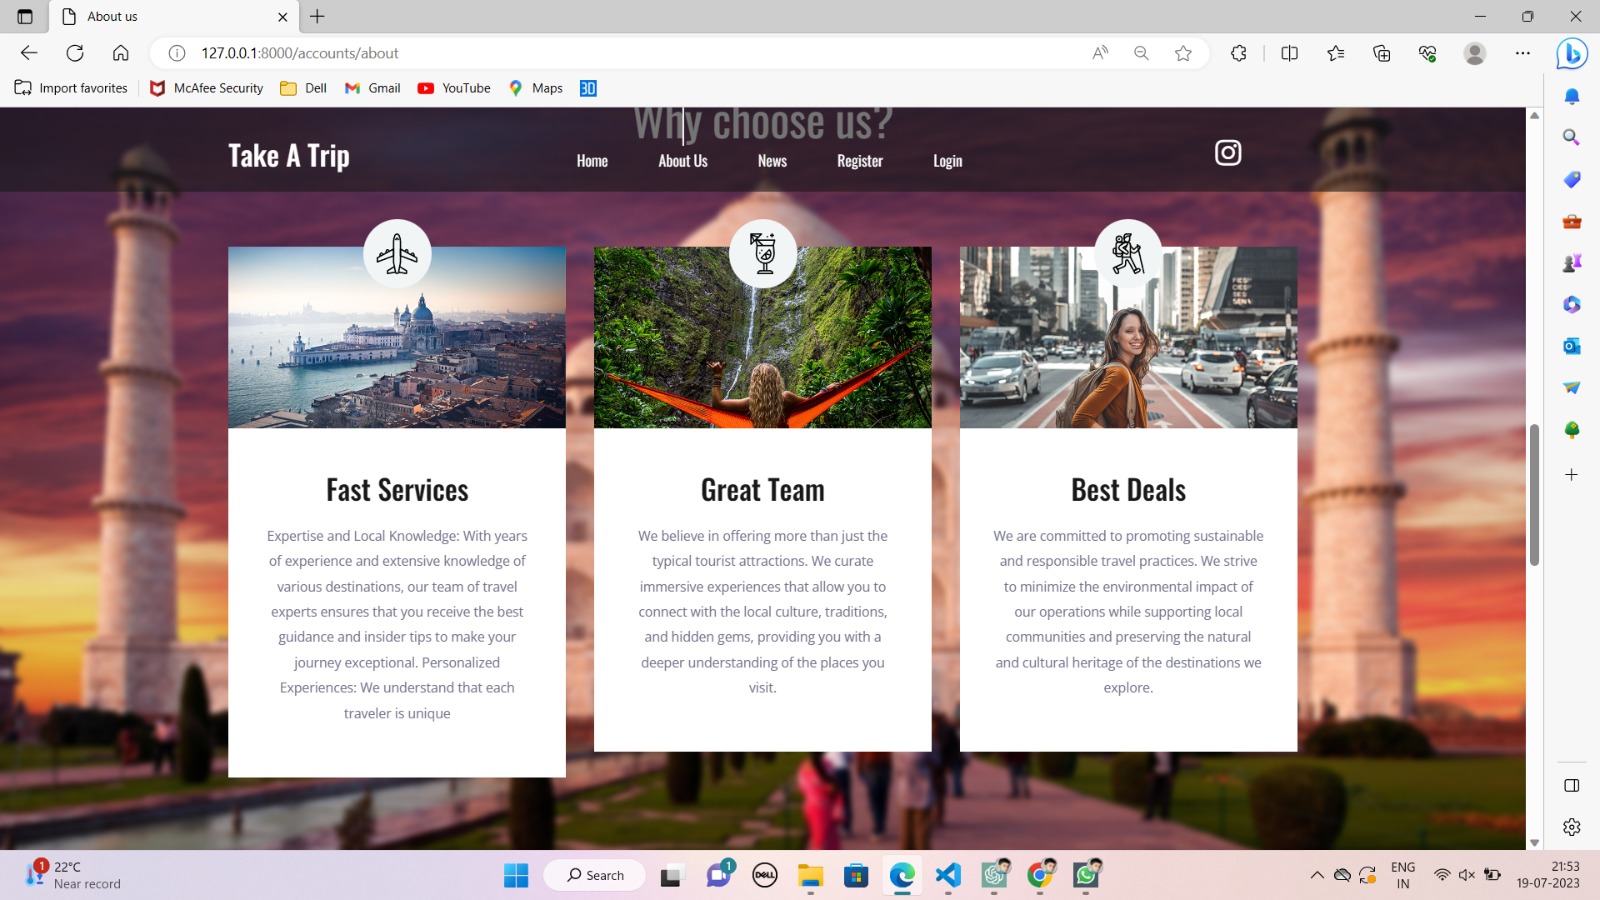 About us
127.0.0.1:8000/accounts/about
Import favorites McAfee Security Dell Gmail YouTube Maps 3D
Why choose us?
Take A Trip Home About Us News Register Login
Fast Services
Expertise and Local Knowledge: With years
of experience and extensive knowledge of
various destinations, our team of travel
experts ensures that you receive the best
guidance and insider tips to make your
journey exceptional. Personalized
Experiences: We understand that each
traveler is unique
Great Team
We believe in offering more than just the
typical tourist attractions. We curate
immersive experiences that allow you to
connect with the local culture, traditions,
and hidden gems, providing you with a
deeper understanding of the places you
visit.
Best Deals
We are committed to promoting sustainable
and responsible travel practices. We strive
to minimize the environmental impact of
our operations while supporting local
communities and preserving the natural
and cultural heritage of the destinations we
explore.
1
22°C
Near record
Search
1
DELL
ENG
IN
21:53
19-07-2023